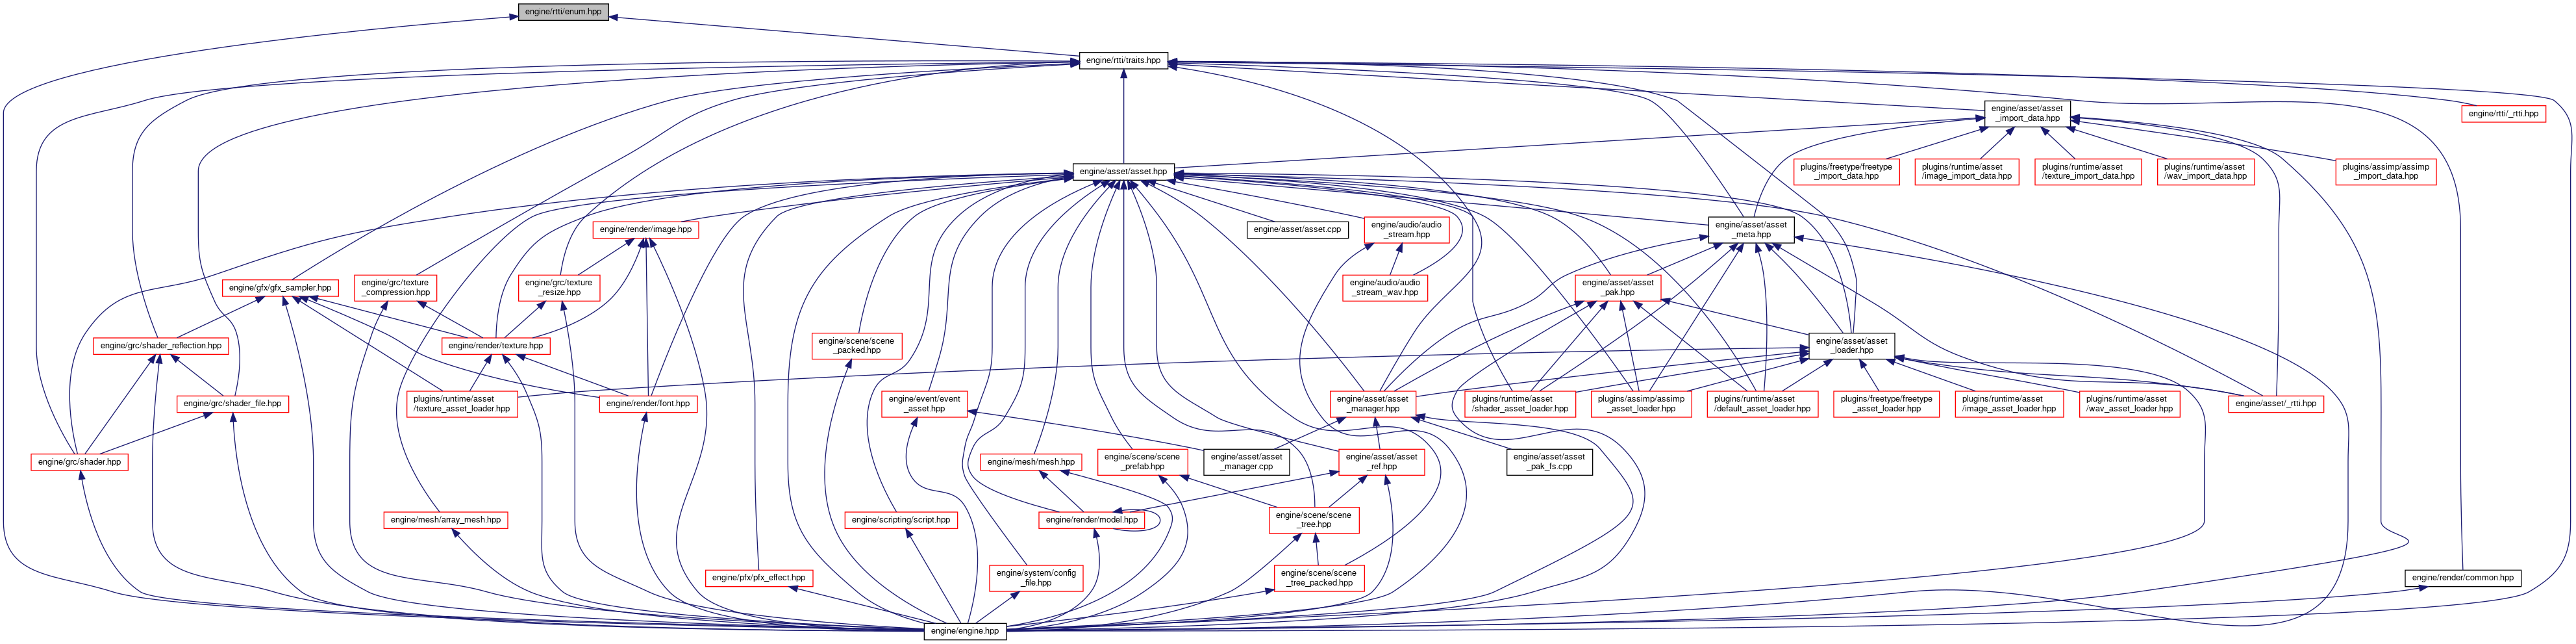 engine/rtti/enum.hpp
engine/rtti/traits.hpp
engine/asset/asset
_import_data.hpp
engine/rtti/_rtti.hpp
engine/asset/asset.hpp
plugins/freetype/freetype
_import_data.hpp
plugins/runtime/asset
/image_import_data.hpp
plugins/runtime/asset
/texture_import_data.hpp
plugins/runtime/asset
/wav_import_data.hpp
plugins/assimp/assimp
_import_data.hpp
engine/render/image.hpp
engine/asset/asset.cpp
engine/audio/audio
_stream.hpp
engine/asset/asset
_meta.hpp
engine/gfx/gfx_sampler.hpp
engine/grc/texture
_compression.hpp
engine/grc/texture
_resize.hpp
engine/audio/audio
_stream_wav.hpp
engine/asset/asset
_pak.hpp
engine/grc/shader_reflection.hpp
engine/render/texture.hpp
engine/scene/scene
_packed.hpp
engine/asset/asset
_loader.hpp
engine/grc/shader_file.hpp
plugins/runtime/asset
/texture_asset_loader.hpp
engine/render/font.hpp
engine/event/event
_asset.hpp
engine/asset/asset
_manager.hpp
plugins/runtime/asset
/shader_asset_loader.hpp
plugins/assimp/assimp
_asset_loader.hpp
plugins/runtime/asset
/default_asset_loader.hpp
plugins/freetype/freetype
_asset_loader.hpp
plugins/runtime/asset
/image_asset_loader.hpp
plugins/runtime/asset
/wav_asset_loader.hpp
engine/asset/_rtti.hpp
engine/grc/shader.hpp
engine/mesh/mesh.hpp
engine/scene/scene
_prefab.hpp
engine/asset/asset
_manager.cpp
engine/asset/asset
_ref.hpp
engine/asset/asset
_pak_fs.cpp
engine/mesh/array_mesh.hpp
engine/scripting/script.hpp
engine/render/model.hpp
engine/scene/scene
_tree.hpp
engine/pfx/pfx_effect.hpp
engine/system/config
_file.hpp
engine/scene/scene
_tree_packed.hpp
engine/render/common.hpp
engine/engine.hpp